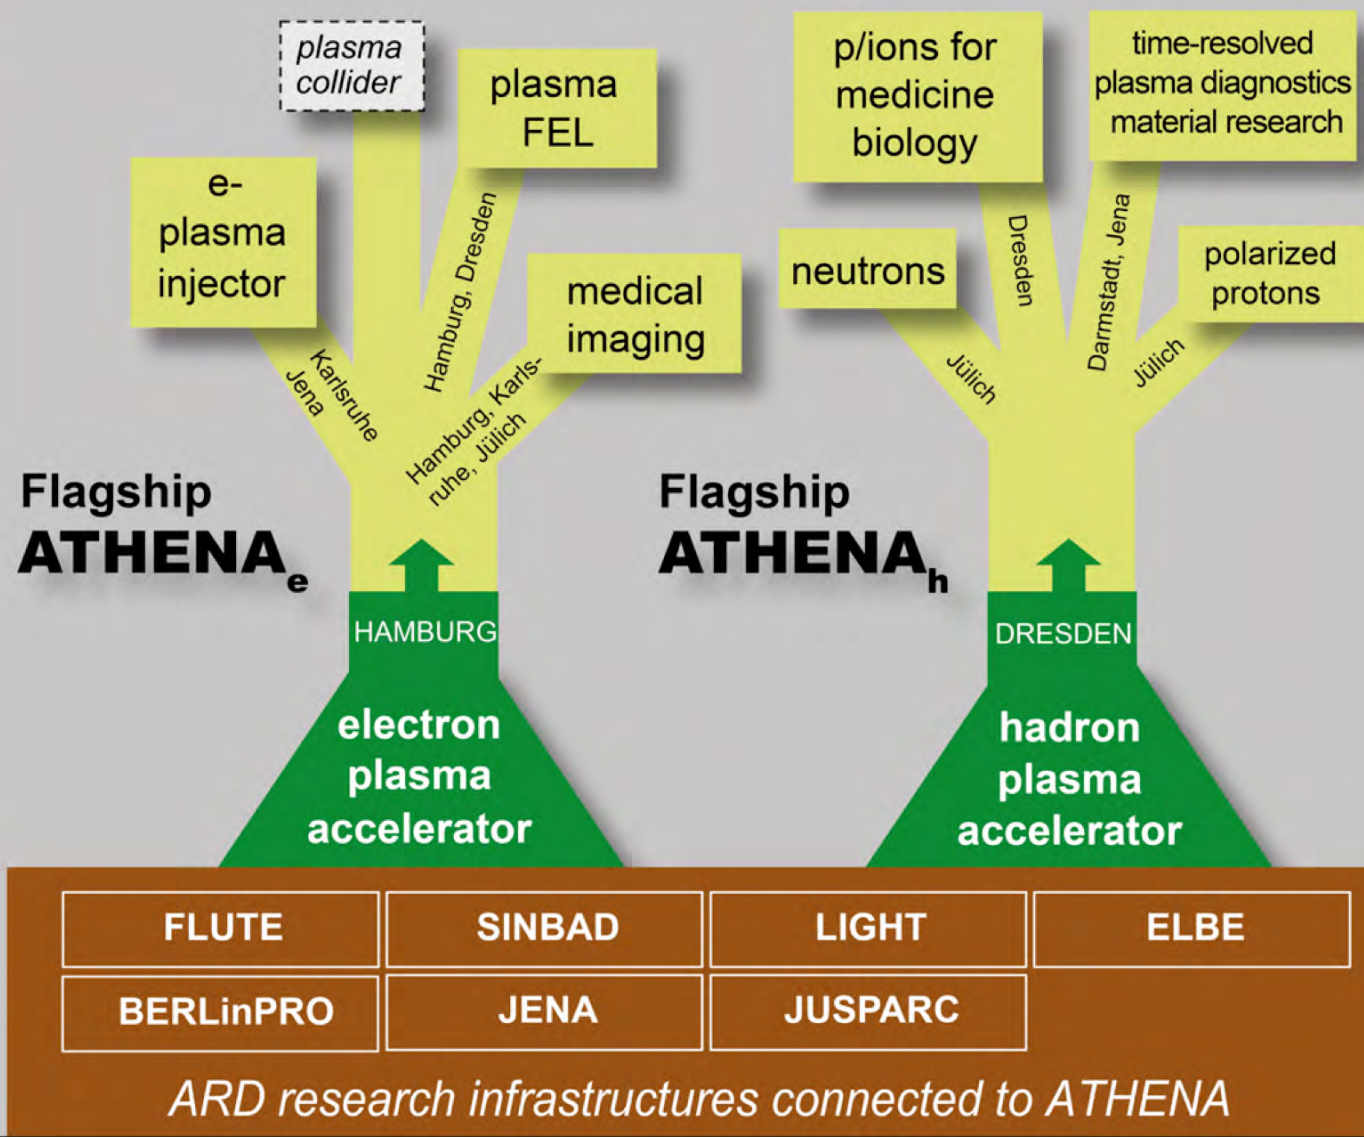 plasma
collider
plasma
FEL
e-
plasma
injector
medical
imaging
Karlsruhe
Jena
Hamburg, Dresden
Hamburg, Karls-
ruhe, Jülich
Flagship
ATHENAe
HAMBURG
electron
plasma
accelerator
p/ions for
medicine
biology
time-resolved
plasma diagnostics
material research
neutrons
polarized
protons
Jülich
Dresden
Darmstadt, Jena
Jülich
Flagship
ATHENAh
DRESDEN
hadron
plasma
accelerator
FLUTE
SINBAD
LIGHT
ELBE
BERLinPRO
JENA
JUSPARC
ARD research infrastructures connected to ATHENA